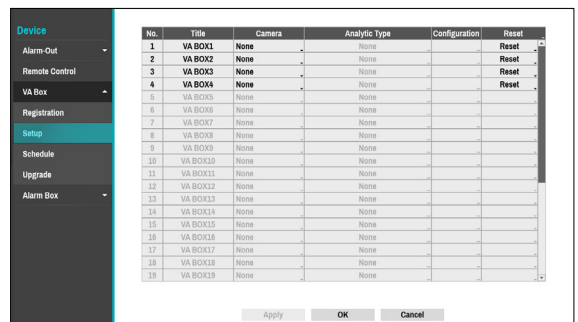 Device
Alarm-Out
Remote Control
VA Box
Registration
Setup
Schedule
Upgrade
Alarm Box
No. Title Camera Analytic Type Configuration Reset
1 VA BOX1 None None ... Reset
2 VA BOX2 None None ... Reset
3 VA BOX3 None None ... Reset
4 VA BOX4 None None ... Reset
5 VA BOX5 None None ...
6 VA BOX6 None None ...
7 VA BOX7 None None ...
8 VA BOX8 None None ...
9 VA BOX9 None None ...
10 VA BOX10 None None ...
11 VA BOX11 None None ...
12 VA BOX12 None None ...
13 VA BOX13 None None ...
14 VA BOX14 None None ...
15 VA BOX15 None None ...
16 VA BOX16 None None ...
17 VA BOX17 None None ...
18 VA BOX18 None None ...
19 VA BOX19 None None ...
Apply OK Cancel